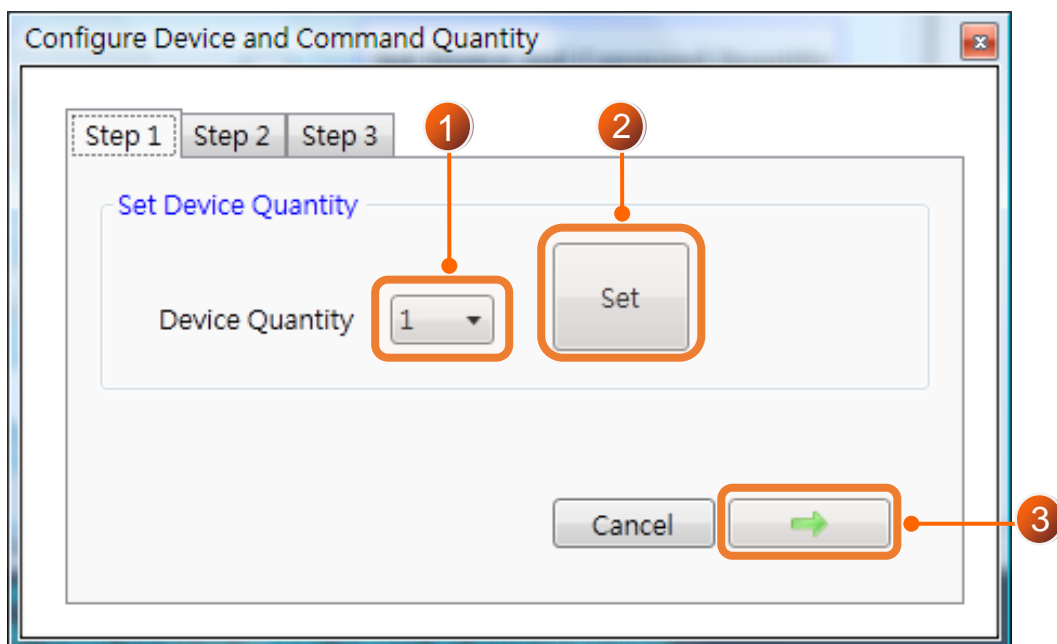 Configure Device and Command Quantity
Step 1 Step 2 Step 3
1
2
Set Device Quantity
Device Quantity 1
Set
Cancel
3